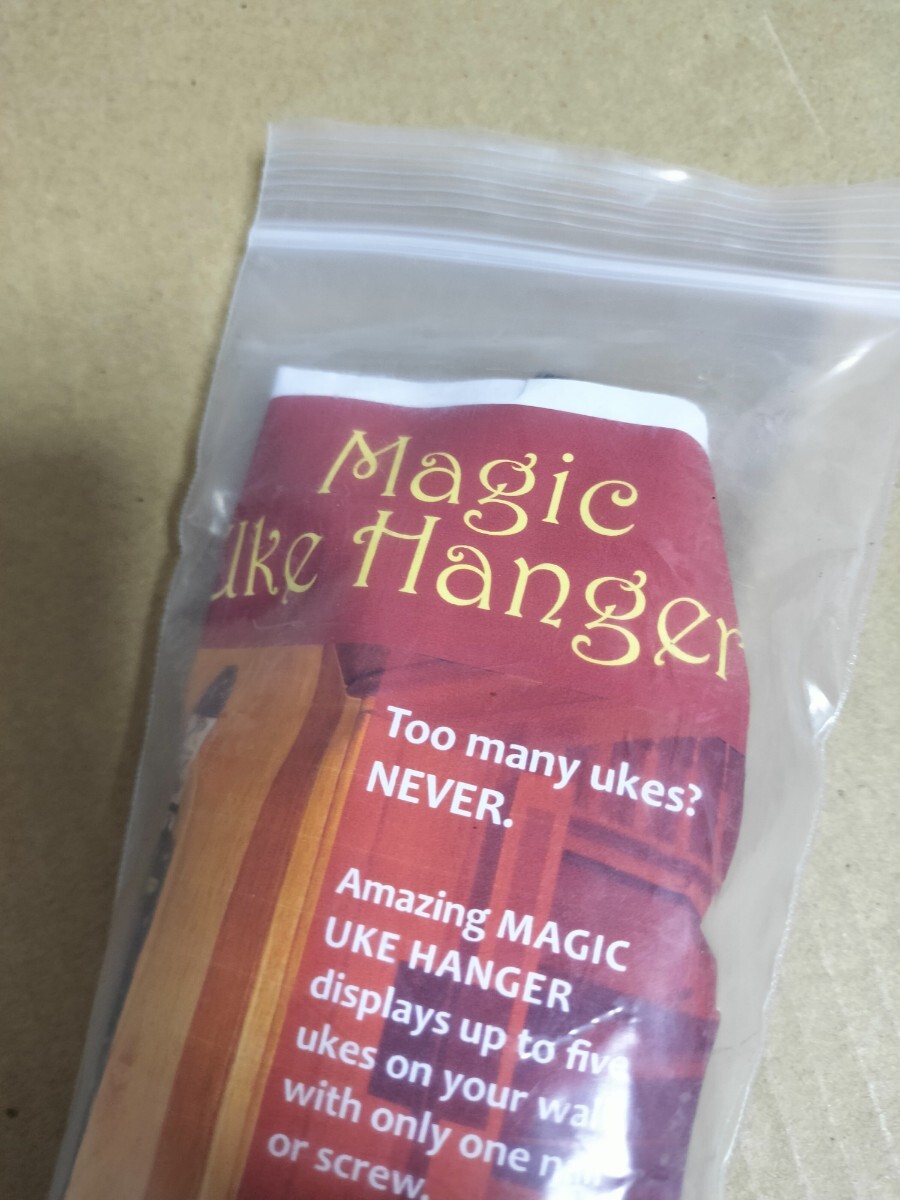 Magic
Uke Hanger
Too many ukes?
NEVER.
Amazing MAGIC
UKE HANGER
displays up to five
ukes on your wall
with only one nail
or screw.